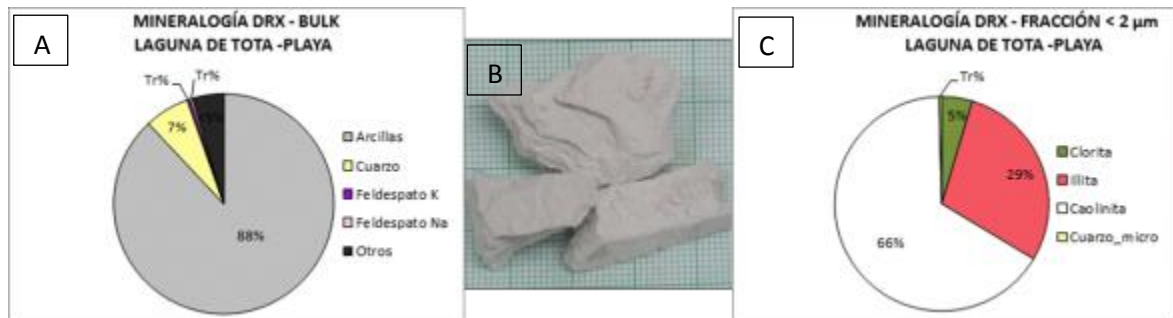 A
MINERALOGÍA DRX - BULK
LAGUNA DE TOTA -PLAYA
Tr%
Tr%
7%
88%
Arcillas
Cuarzo
Feldespato K
Feldespato Na
Otros
B
C
MINERALOGÍA DRX - FRACCIÓN < 2 µm
LAGUNA DE TOTA -PLAYA
Tr%
5%
29%
66%
Clorita
Illita
Caolinita
Cuarzo_micro